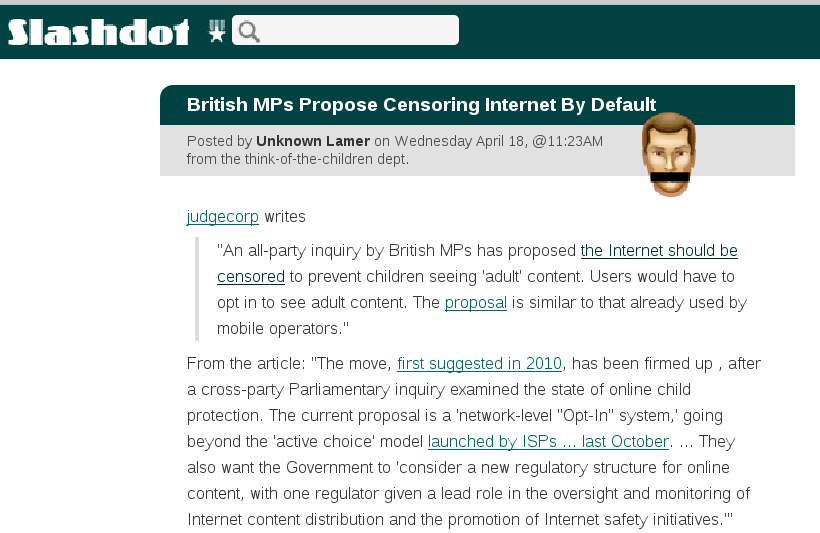 Slashdot
British MPs Propose Censoring Internet By Default
Posted by Unknown Lamer on Wednesday April 18, @11:23AM
from the think-of-the-children dept.
judgecorp writes
"An all-party inquiry by British MPs has proposed the Internet should be
censored to prevent children seeing 'adult' content. Users would have to
opt in to see adult content. The proposal is similar to that already used by
mobile operators."
From the article: "The move, first suggested in 2010, has been firmed up , after
a cross-party Parliamentary inquiry examined the state of online child
protection. The current proposal is a 'network-level "Opt-In" system,' going
beyond the 'active choice' model launched by ISPs ... last October. ... They
also want the Government to 'consider a new regulatory structure for online
content, with one regulator given a lead role in the oversight and monitoring of
Internet content distribution and the promotion of Internet safety initiatives.'"